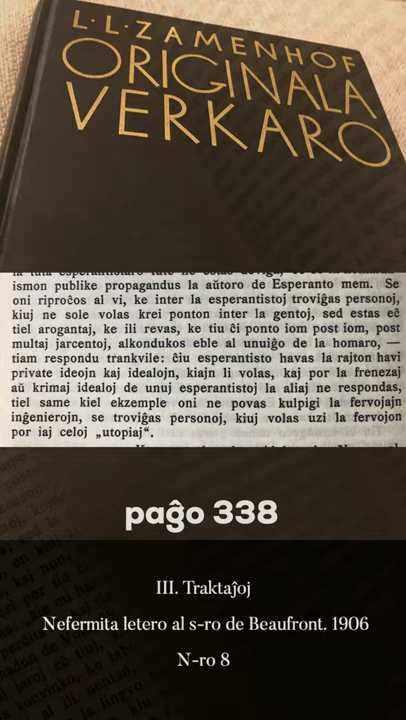 L·L·ZAMENHOF
ORIGINALA
VERKARO
ismon publike propagandus la aŭtoro de Esperanto mem. Se
oni riproĉos al vi, ke inter la esperantistoj troviĝas personoj,
kiuj ne sole volas krei ponton inter la gentoj, sed estas eĉ
tiel arogantaj, ke ili revas, ke tiu ĉi ponto iom post iom, post
multaj jarcentoj, alkondukos eble al unuiĝo de la homaro, —
tiam respondu trankvile: ĉiu esperantisto havas la rajton havi
private ideojn kaj idealojn, kiajn li volas, kaj por la frenezaj
aŭ krimaj idealoj de unuj esperantistoj la aliaj ne respondas,
tiel same kiel ekzemple oni ne povas kulpigi la fervojajn
inĝenierojn, se troviĝas personoj, kiuj volas uzi la fervojon
por iaj celoj „utopiaj“.
paĝo 338
III. Traktaĵoj
Nefermita letero al s-ro de Beaufront. 1906
N-ro 8